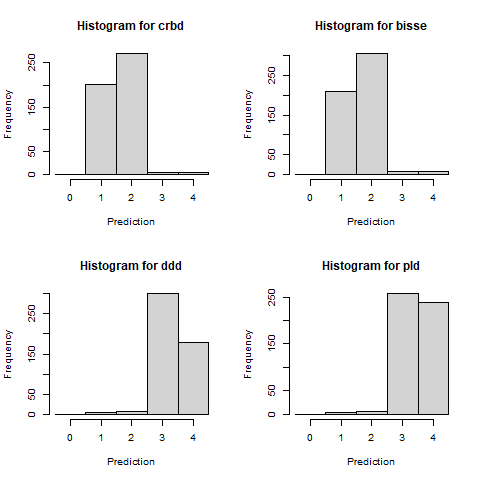 Histogram for crbd
Frequency
0
50
150
250
0 1 2 3 4
Prediction
Histogram for bisse
Frequency
0
50
150
250
0 1 2 3 4
Prediction
Histogram for ddd
Frequency
0
50
150
250
0 1 2 3 4
Prediction
Histogram for pld
Frequency
0
50
150
250
0 1 2 3 4
Prediction